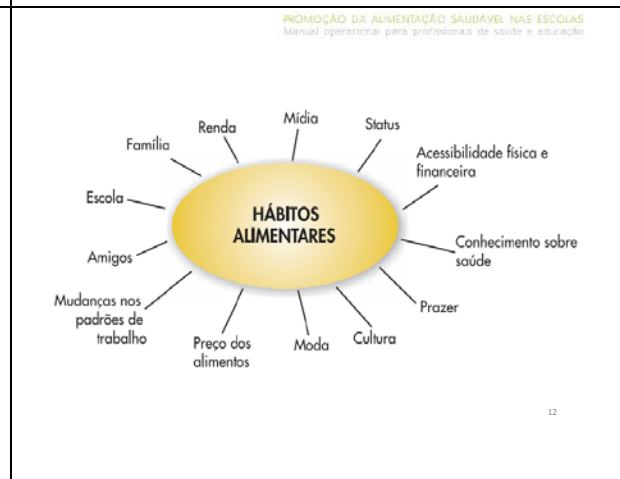 PROMOÇÃO DA ALIMENTAÇÃO SAUDÁVEL NAS ESCOLAS
Manual operacional para profissionais de saúde e educação
Mídia
Status
Renda
Família
Acessibilidade física e
financeira
Escola
HÁBITOS
ALIMENTARES
Conhecimento sobre
saúde
Amigos
Prazer
Mudanças nos
padrões de
trabalho
Preço dos
alimentos
Moda
Cultura
12